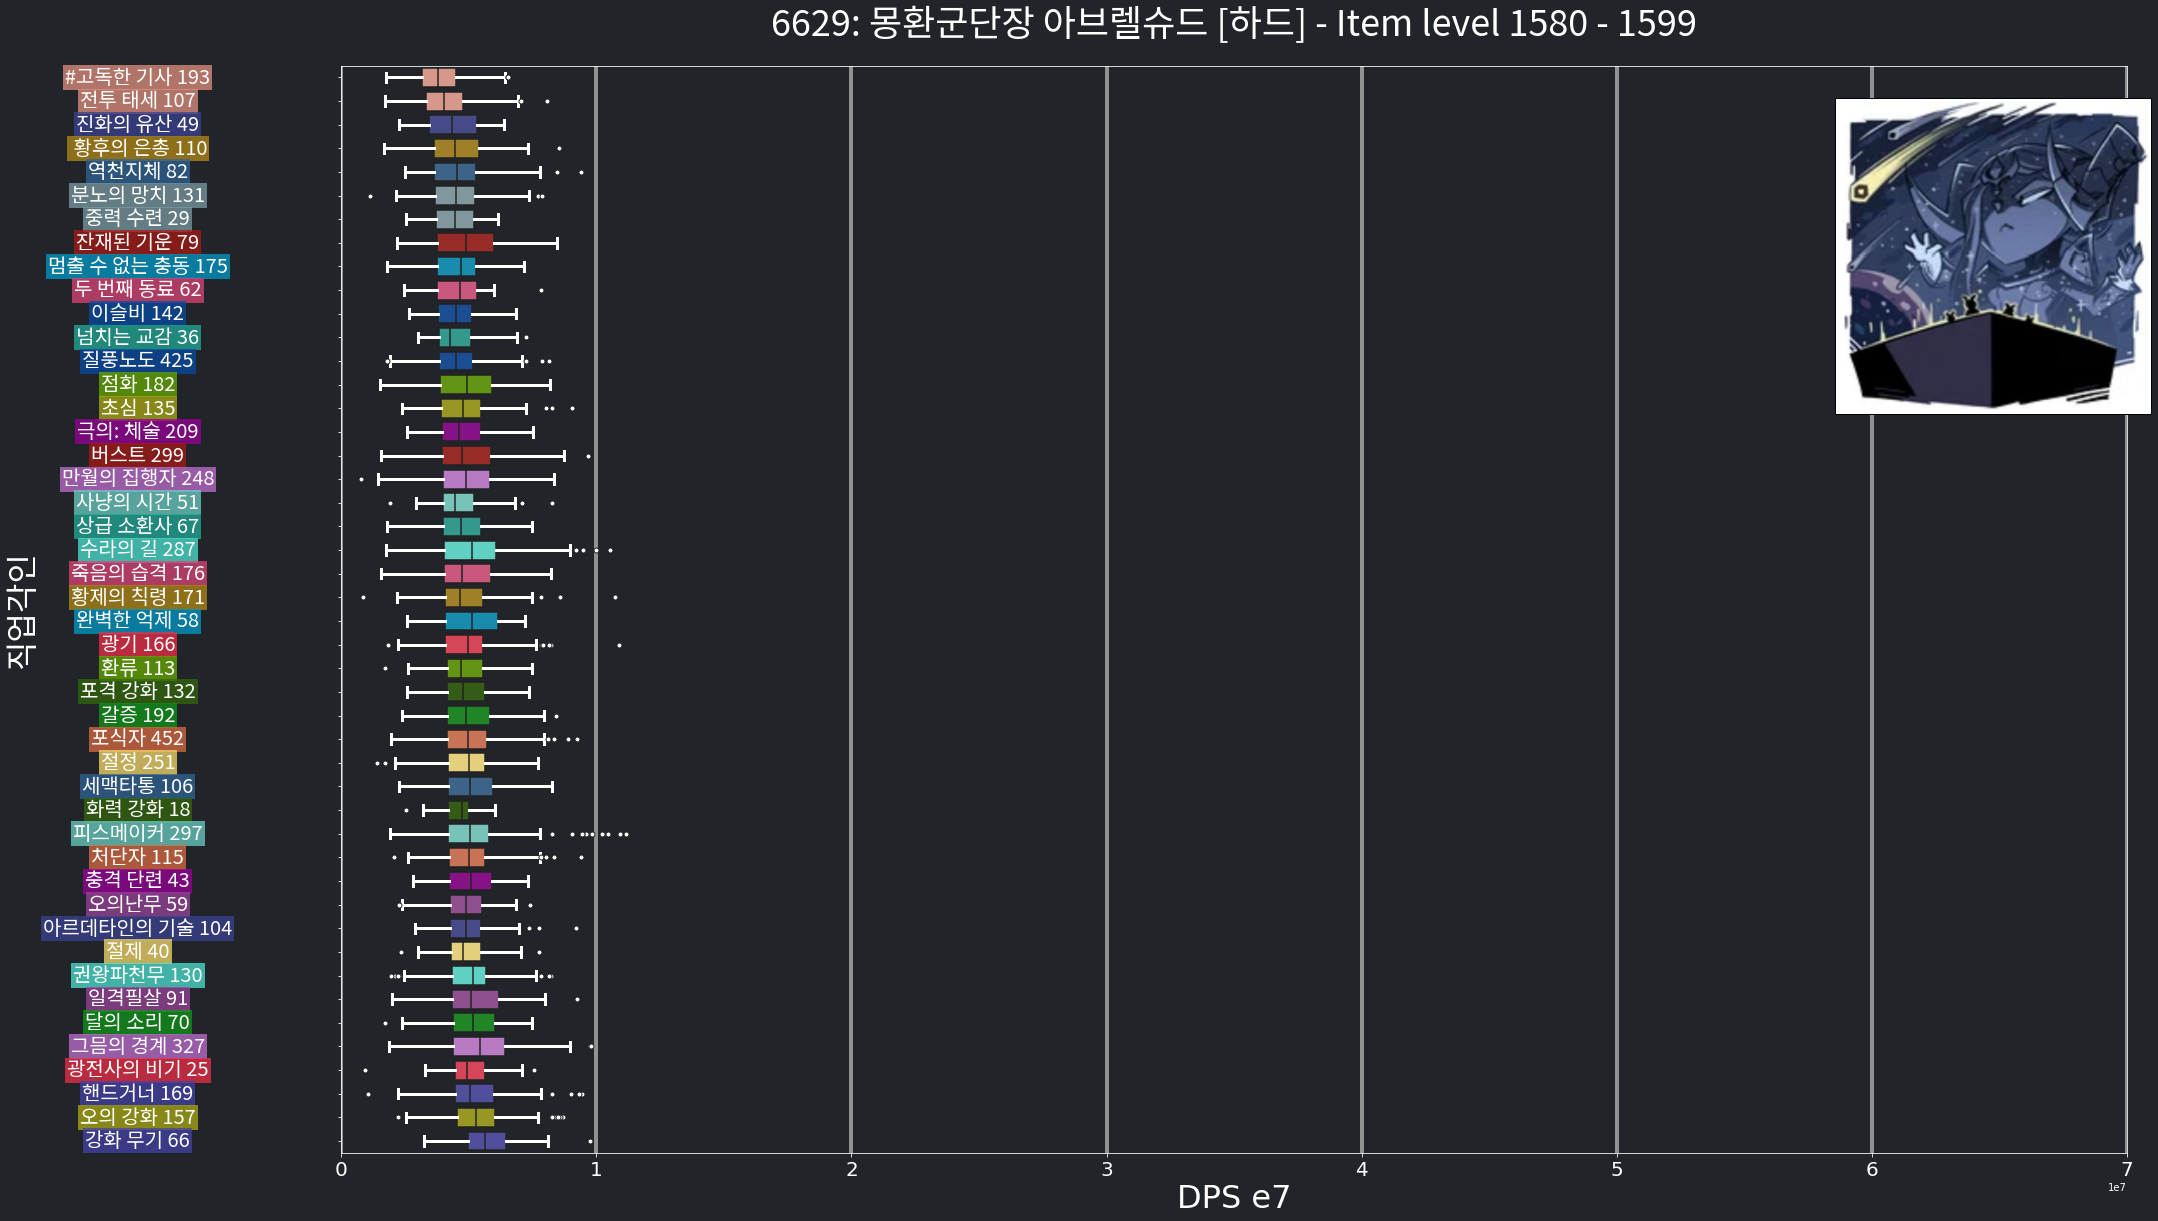 6629: 몽환군단장 아브렐슈드 [하드] - Item level 1580 - 1599
#고독한 기사 193
전투 태세 107
진화의 유산 49
황후의 은총 110
역천지체 82
분노의 망치 131
중력 수련 29
잔재된 기운 79
멈출 수 없는 충동 175
두 번째 동료 62
이슬비 142
넘치는 교감 36
질풍노도 425
점화 182
초심 135
극의: 체술 209
버스트 299
만월의 집행자 248
사냥의 시간 51
상급 소환사 67
수라의 길 287
죽음의 습격 176
황제의 칙령 171
완벽한 억제 58
광기 166
환류 113
포격 강화 132
갈증 192
포식자 452
절정 251
세맥타통 106
화력 강화 18
피스메이커 297
처단자 115
충격 단련 43
오의난무 59
아르데타인의 기술 104
절제 40
권왕파천무 130
일격필살 91
달의 소리 70
그믐의 경계 327
광전사의 비기 25
핸드거너 169
오의 강화 157
강화 무기 66
직업각인
0 1 2 3 4 5 6 7
1e7
DPS e7